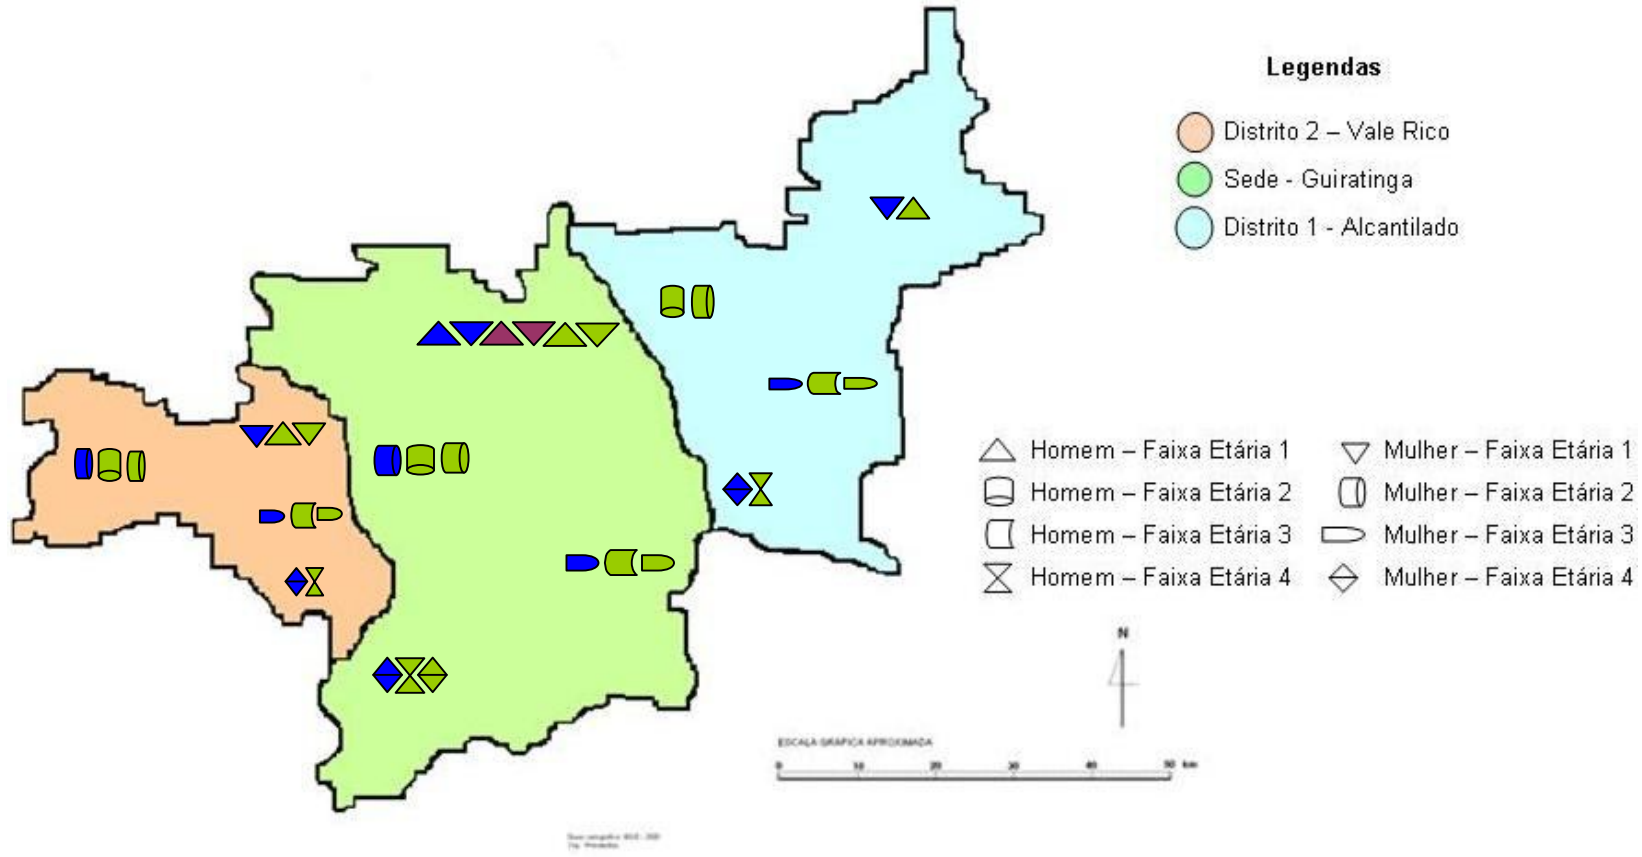 Legendas
Distrito 2 – Vale Rico
Sede - Guiratinga
Distrito 1 - Alcantilado
Homem – Faixa Etária 1
Mulher – Faixa Etária 1
Homem – Faixa Etária 2
Mulher – Faixa Etária 2
Homem – Faixa Etária 3
Mulher – Faixa Etária 3
Homem – Faixa Etária 4
Mulher – Faixa Etária 4
N
ESCALA GRÁFICA APROXIMADA
0 10 20 30 40 50 km